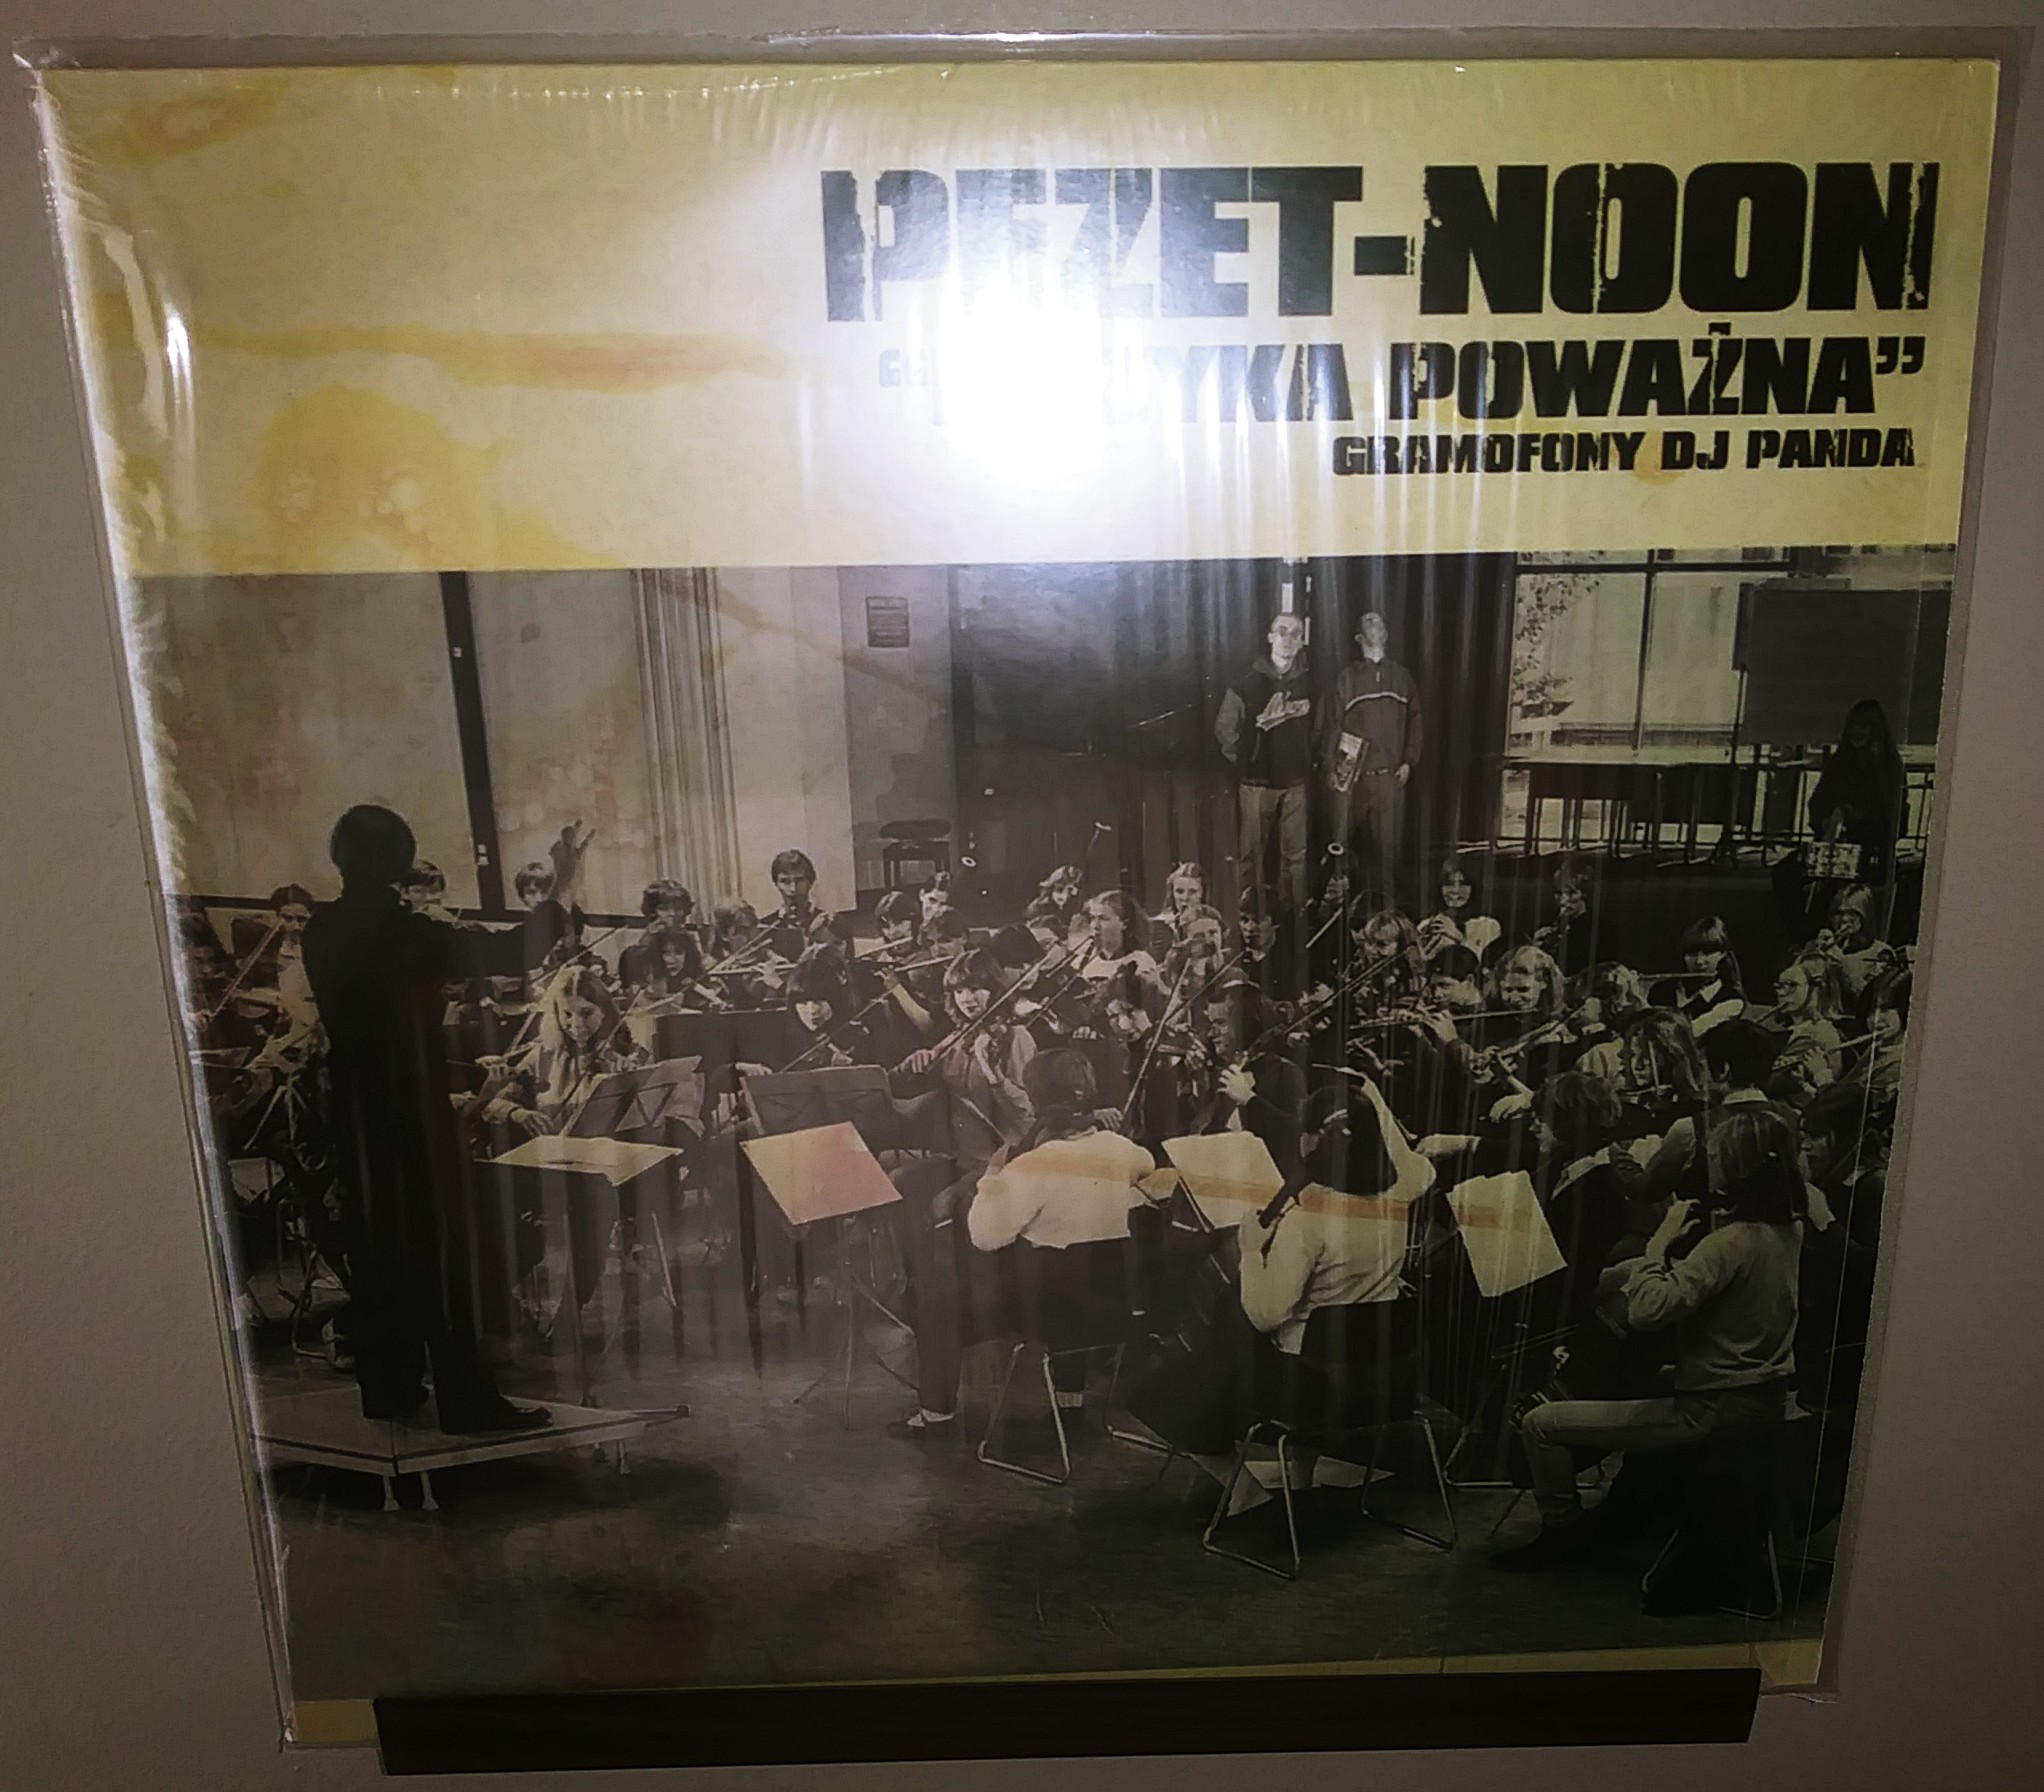 PEZET-NOON
POWAŻNA”
GRAMOFONY DJ PANDA